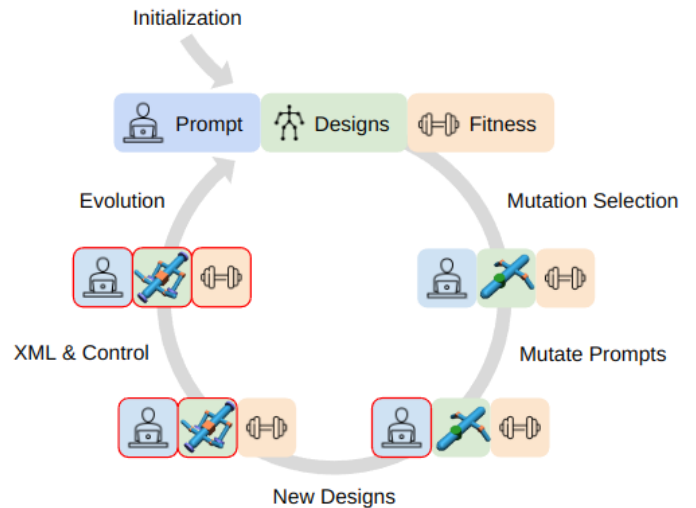 Initialization
Prompt Designs Fitness
Evolution
Mutation Selection
XML & Control
Mutate Prompts
New Designs